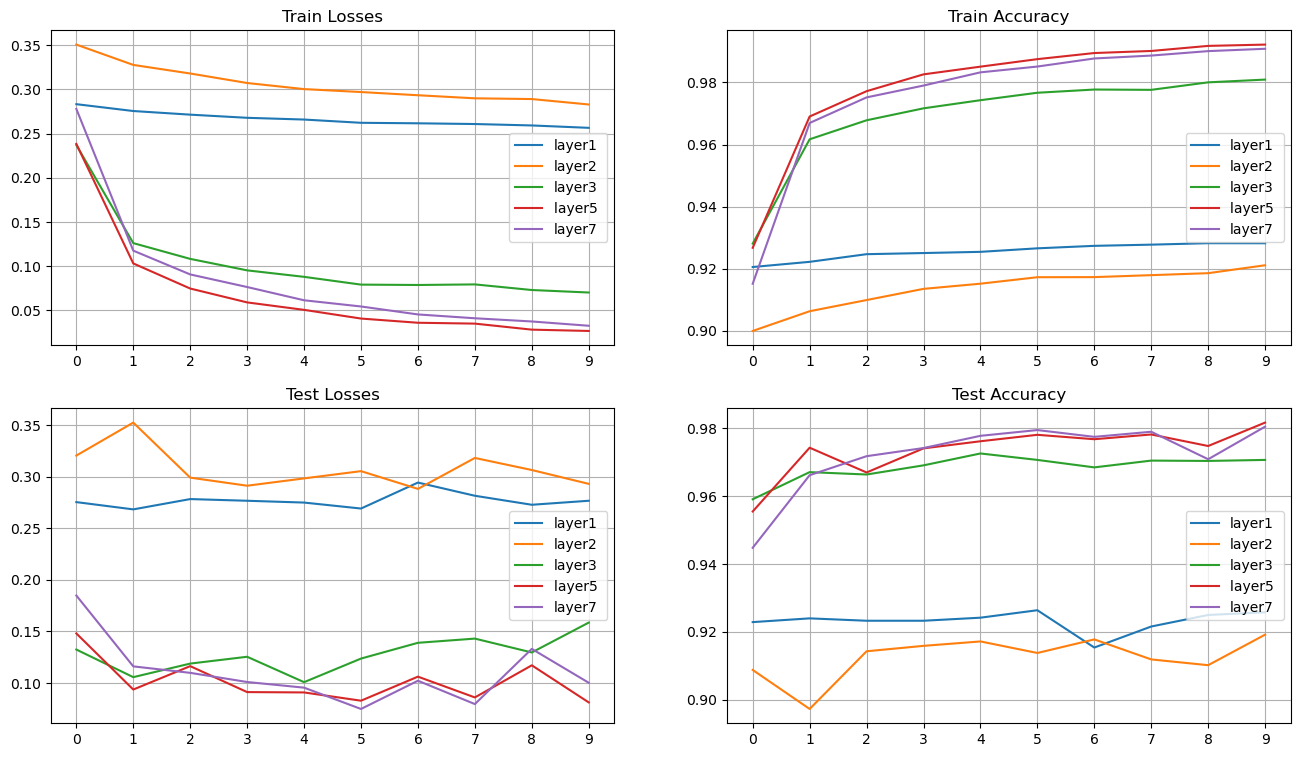 Train Losses
0.35
0.30
0.25
0.20
0.15
0.10
0.05
0 1 2 3 4 5 6 7 8 9
layer1
layer2
layer3
layer5
layer7
Train Accuracy
0.98
0.96
0.94
0.92
0.90
0 1 2 3 4 5 6 7 8 9
layer1
layer2
layer3
layer5
layer7
Test Losses
0.35
0.30
0.25
0.20
0.15
0.10
0 1 2 3 4 5 6 7 8 9
layer1
layer2
layer3
layer5
layer7
Test Accuracy
0.98
0.96
0.94
0.92
0.90
0 1 2 3 4 5 6 7 8 9
layer1
layer2
layer3
layer5
layer7